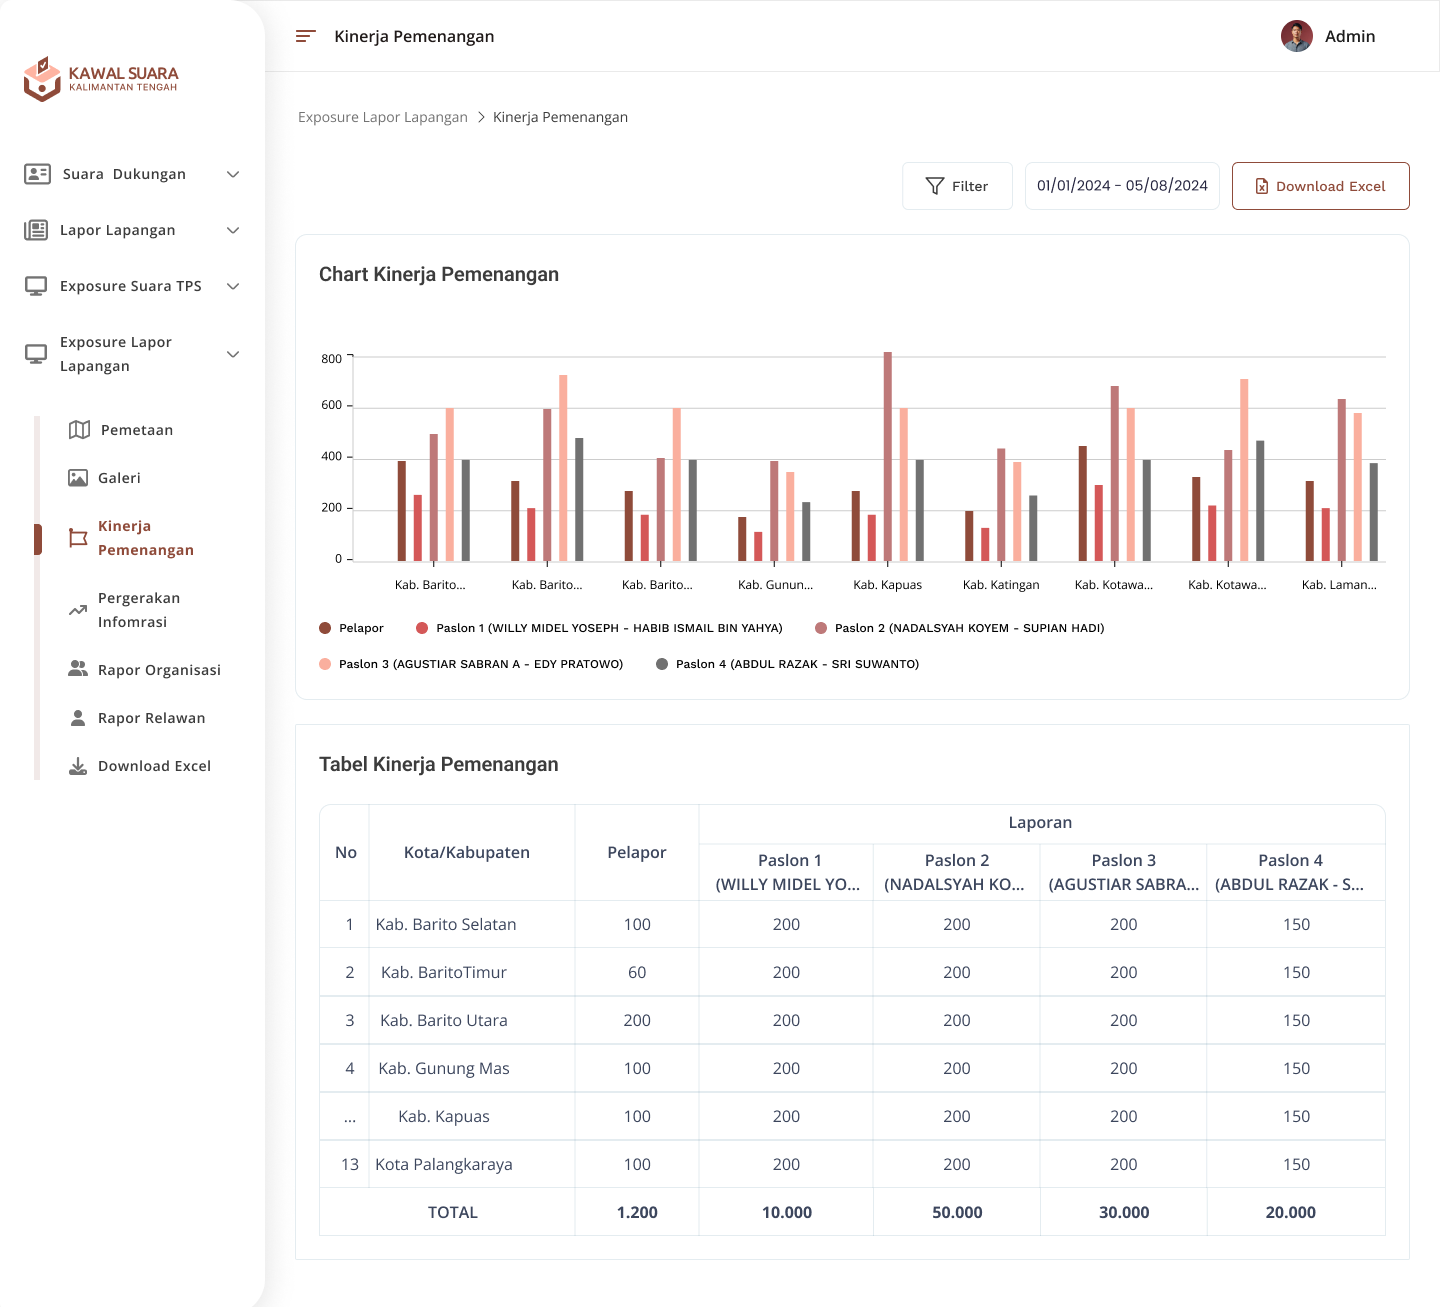 KAWAL SUARA
KALIMANTAN TENGAH
Suara Dukungan
Lapor Lapangan
Exposure Suara TPS
Exposure Lapor
Lapangan
Pemetaan
Galeri
Kinerja
Pemenangan
Pergerakan
Infomrasi
Rapor Organisasi
Rapor Relawan
Download Excel
Kinerja Pemenangan
Admin
Exposure Lapor Lapangan > Kinerja Pemenangan
Filter
01/01/2024 - 05/08/2024
Download Excel
Chart Kinerja Pemenangan
800
600
400
200
0
Kab. Barito... Kab. Barito... Kab. Barito... Kab. Gunun... Kab. Kapuas Kab. Katingan Kab. Kotawa... Kab. Kotawa... Kab. Laman...
Pelapor Paslon 1 (WILLY MIDEL YOSEPH - HABIB ISMAIL BIN YAHYA) Paslon 2 (NADALSYAH KOYEM - SUPIAN HADI)
Paslon 3 (AGUSTIAR SABRAN A - EDY PRATOWO) Paslon 4 (ABDUL RAZAK - SRI SUWANTO)
Tabel Kinerja Pemenangan
Laporan
No Kota/Kabupaten Pelapor
Paslon 1 Paslon 2 Paslon 3 Paslon 4
(WILLY MIDEL YO... (NADALSYAH KO... (AGUSTIAR SABRA... (ABDUL RAZAK - S...
1 Kab. Barito Selatan 100 200 200 200 150
2 Kab. BaritoTimur 60 200 200 200 150
3 Kab. Barito Utara 200 200 200 200 150
4 Kab. Gunung Mas 100 200 200 200 150
... Kab. Kapuas 100 200 200 200 150
13 Kota Palangkaraya 100 200 200 200 150
TOTAL 1.200 10.000 50.000 30.000 20.000